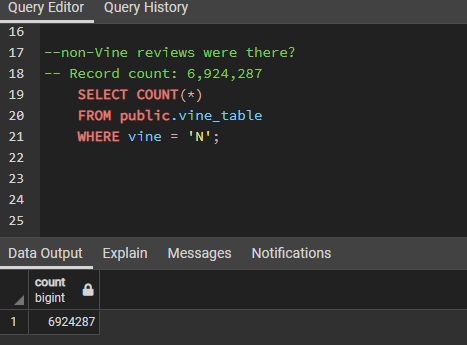 Query Editor Query History
16
17 --non-Vine reviews were there?
18 -- Record count: 6,924,287
19 SELECT COUNT(*)
20 FROM public.vine_table
21 WHERE vine = 'N';
22
23
24
25
Data Output Explain Messages Notifications
count
bigint
1 6924287